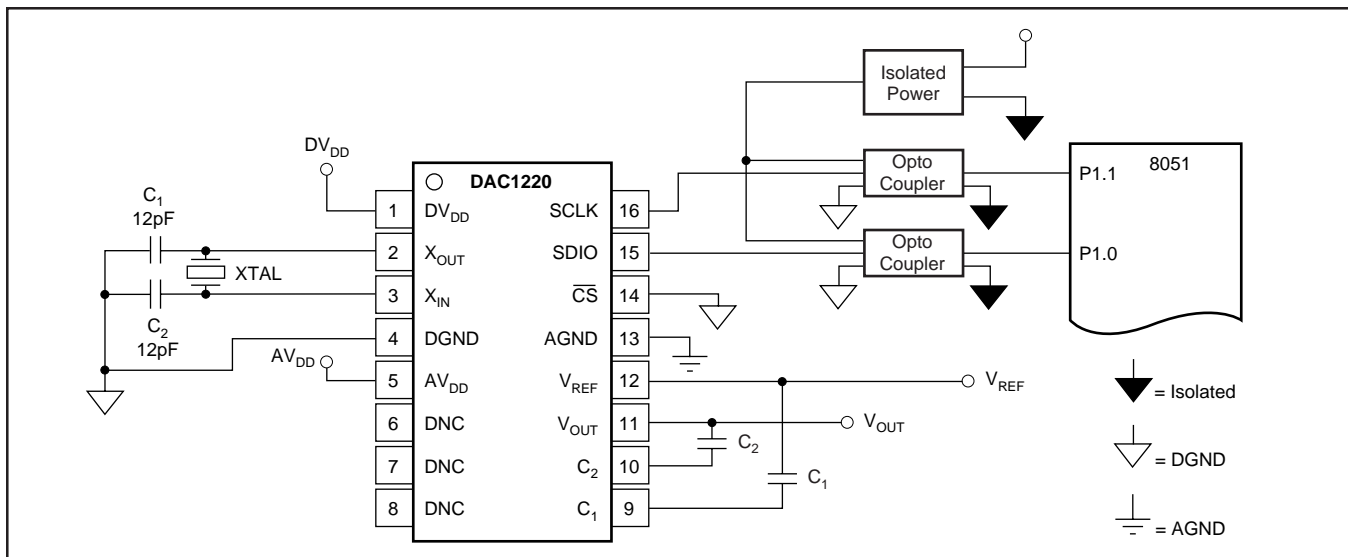 Isolated
Power
DV_DD
C_1
12pF
XTAL
C_2
12pF
AV_DD
DAC1220
1 DV_DD SCLK 16
2 X_OUT SDIO 15
3 X_IN C̅S̅ 14
4 DGND AGND 13
5 AV_DD V_REF 12
6 DNC V_OUT 11
7 DNC C_2 10
8 DNC C_1 9
Opto
Coupler
Opto
Coupler
8051
P1.1
P1.0
V_REF
V_OUT
C_2
C_1
= Isolated
= DGND
= AGND